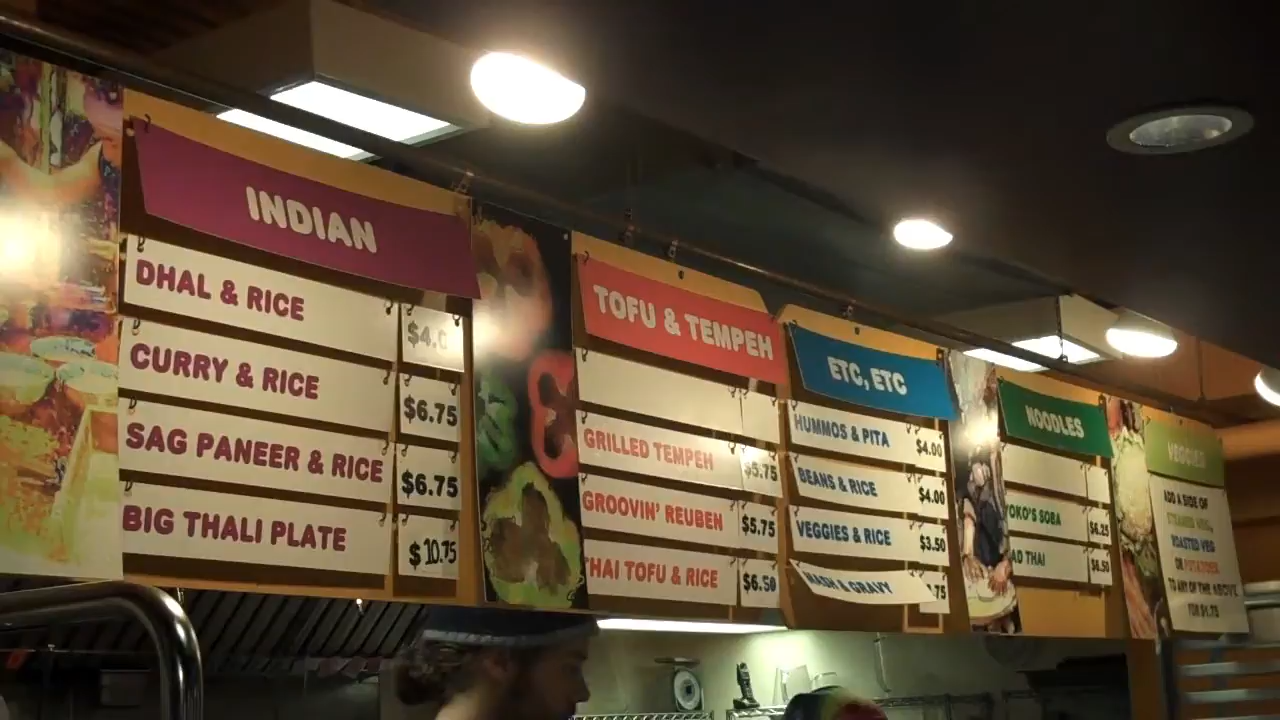 INDIAN
DHAL & RICE
CURRY & RICE $6.75
SAG PANEER & RICE $6.75
BIG THALI PLATE $10.75
TOFU & TEMPEH
GRILLED TEMPEH $5.75
GROOVIN' REUBEN $5.75
THAI TOFU & RICE $6.50
ETC, ETC
HUMMOS & PITA $4.00
BEANS & RICE $4.00
VEGGIES & RICE $3.50
MASH & GRAVY .75
NOODLES
YOKO'S SOBA $6.25
AD THAI $6.50
VEGGIES
ADD A SIDE OF
STEAMED VEG,
ROASTED VEG
OR POTATOES
TO ANY OF THE ABOVE
FOR $1.75